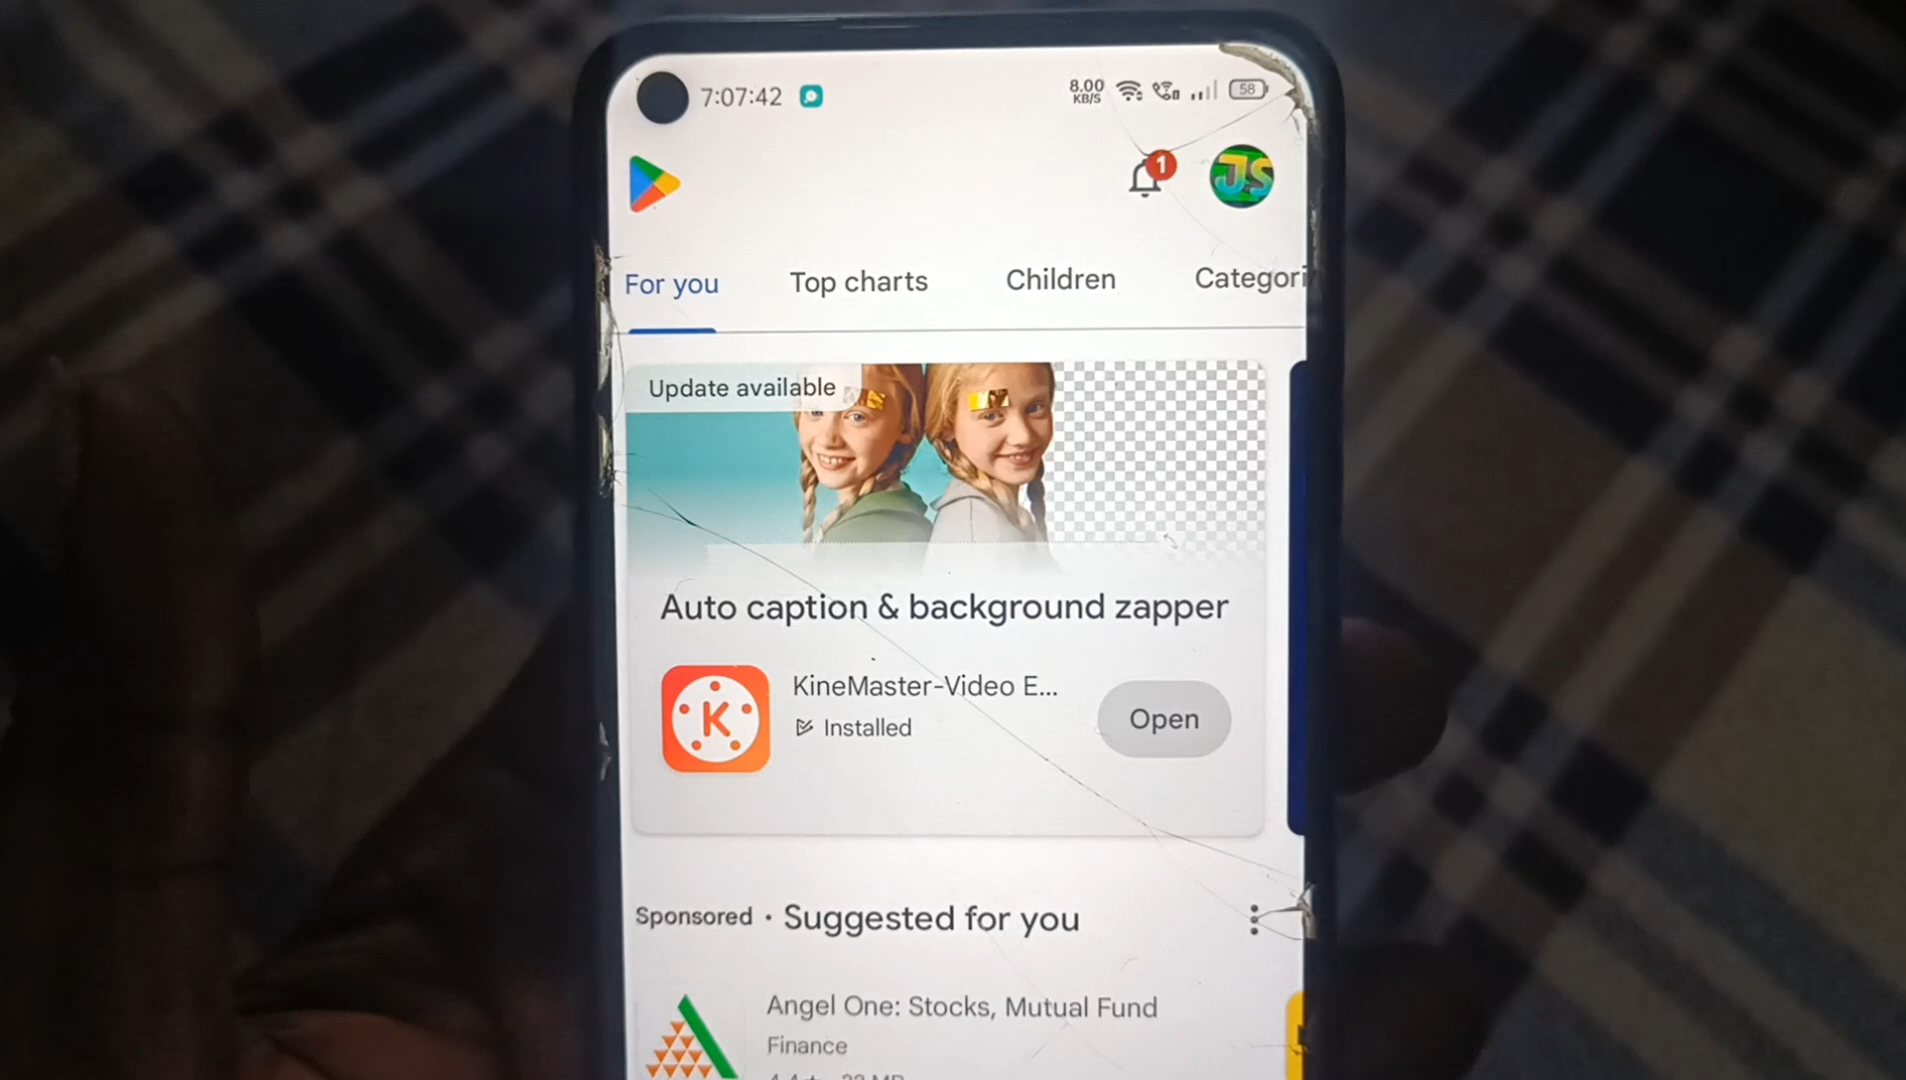 7:07:42
8.00
KB/S
58
1
JS
For you
Top charts
Children
Categori
Update available
Auto caption & background zapper
K
KineMaster-Video E...
Installed
Open
Sponsored • Suggested for you
Angel One: Stocks, Mutual Fund
Finance